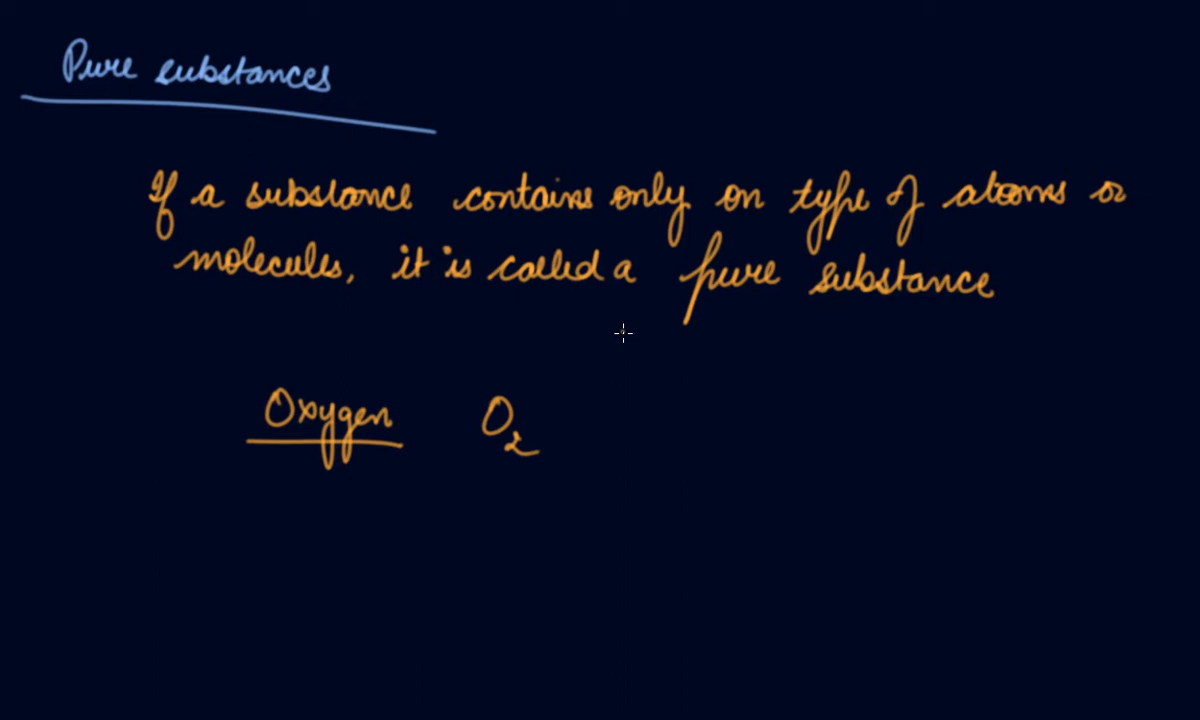 Pure substances
If a substance contains only on type of atoms or
molecules, it is called a pure substance
Oxygen O₂